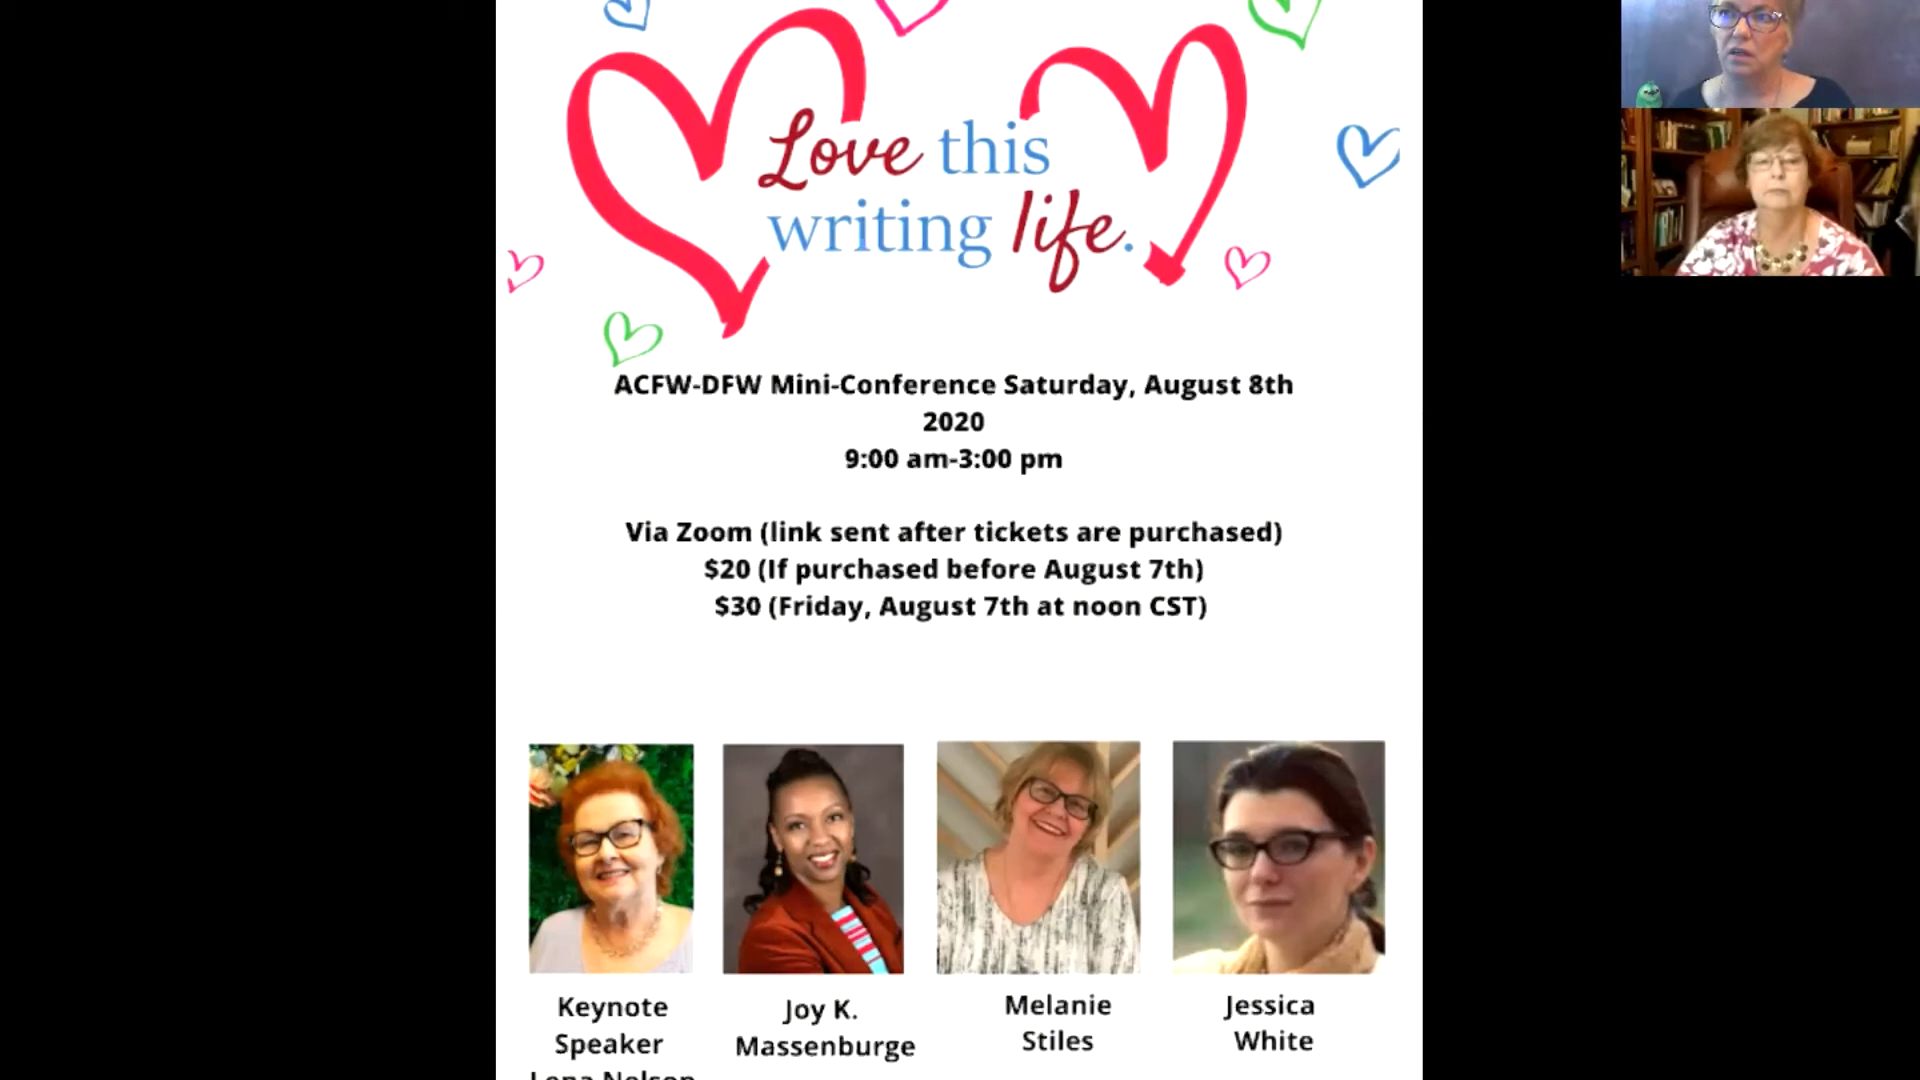 Love this
writing life.
ACFW-DFW Mini-Conference Saturday, August 8th
2020
9:00 am-3:00 pm
Via Zoom (link sent after tickets are purchased)
$20 (If purchased before August 7th)
$30 (Friday, August 7th at noon CST)
Keynote
Speaker
Lena Nelson
Joy K.
Massenburge
Melanie
Stiles
Jessica
White